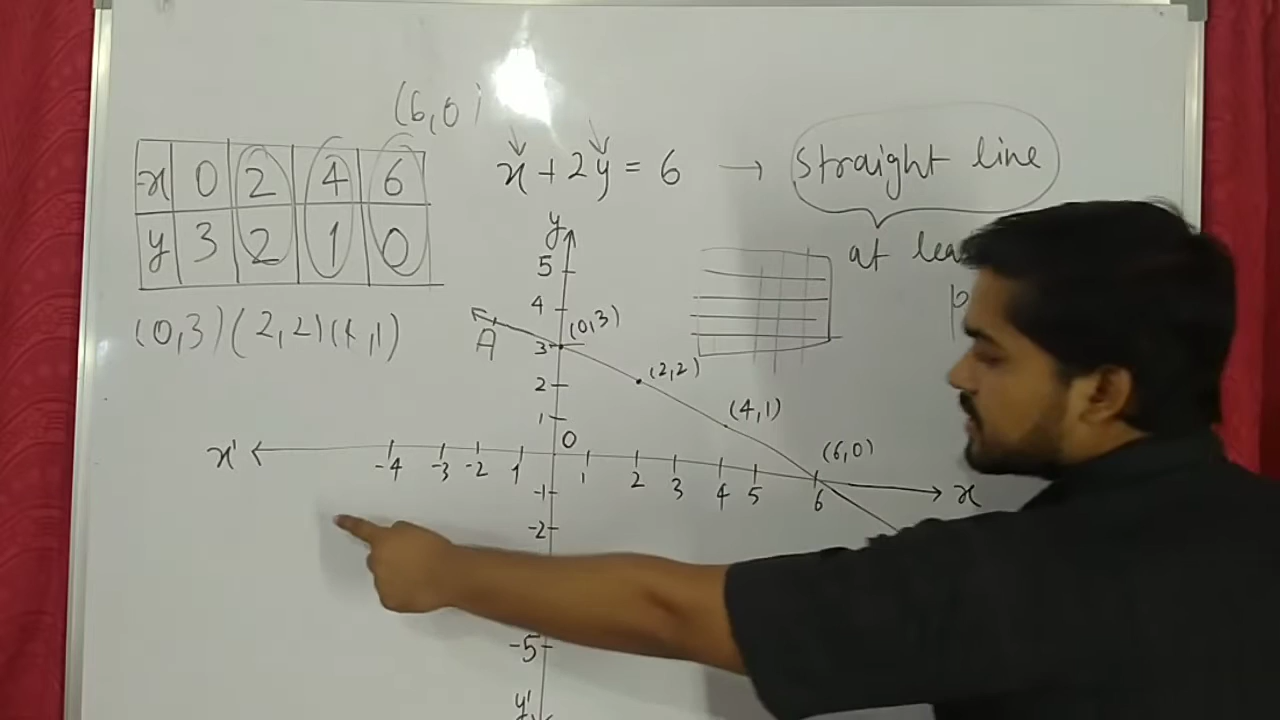 (6,0)
x + 2y = 6 → straight line
x 0 2 4 6
y 3 2 1 0
at
(0,3) (2,2) (4,1)
y
5
4
3
2
1
0
A
(0,3)
(2,2)
(4,1)
(6,0)
x' -4 -3 -2 1 1 2 3 4 5 6 x
-1
-2
-5
y'